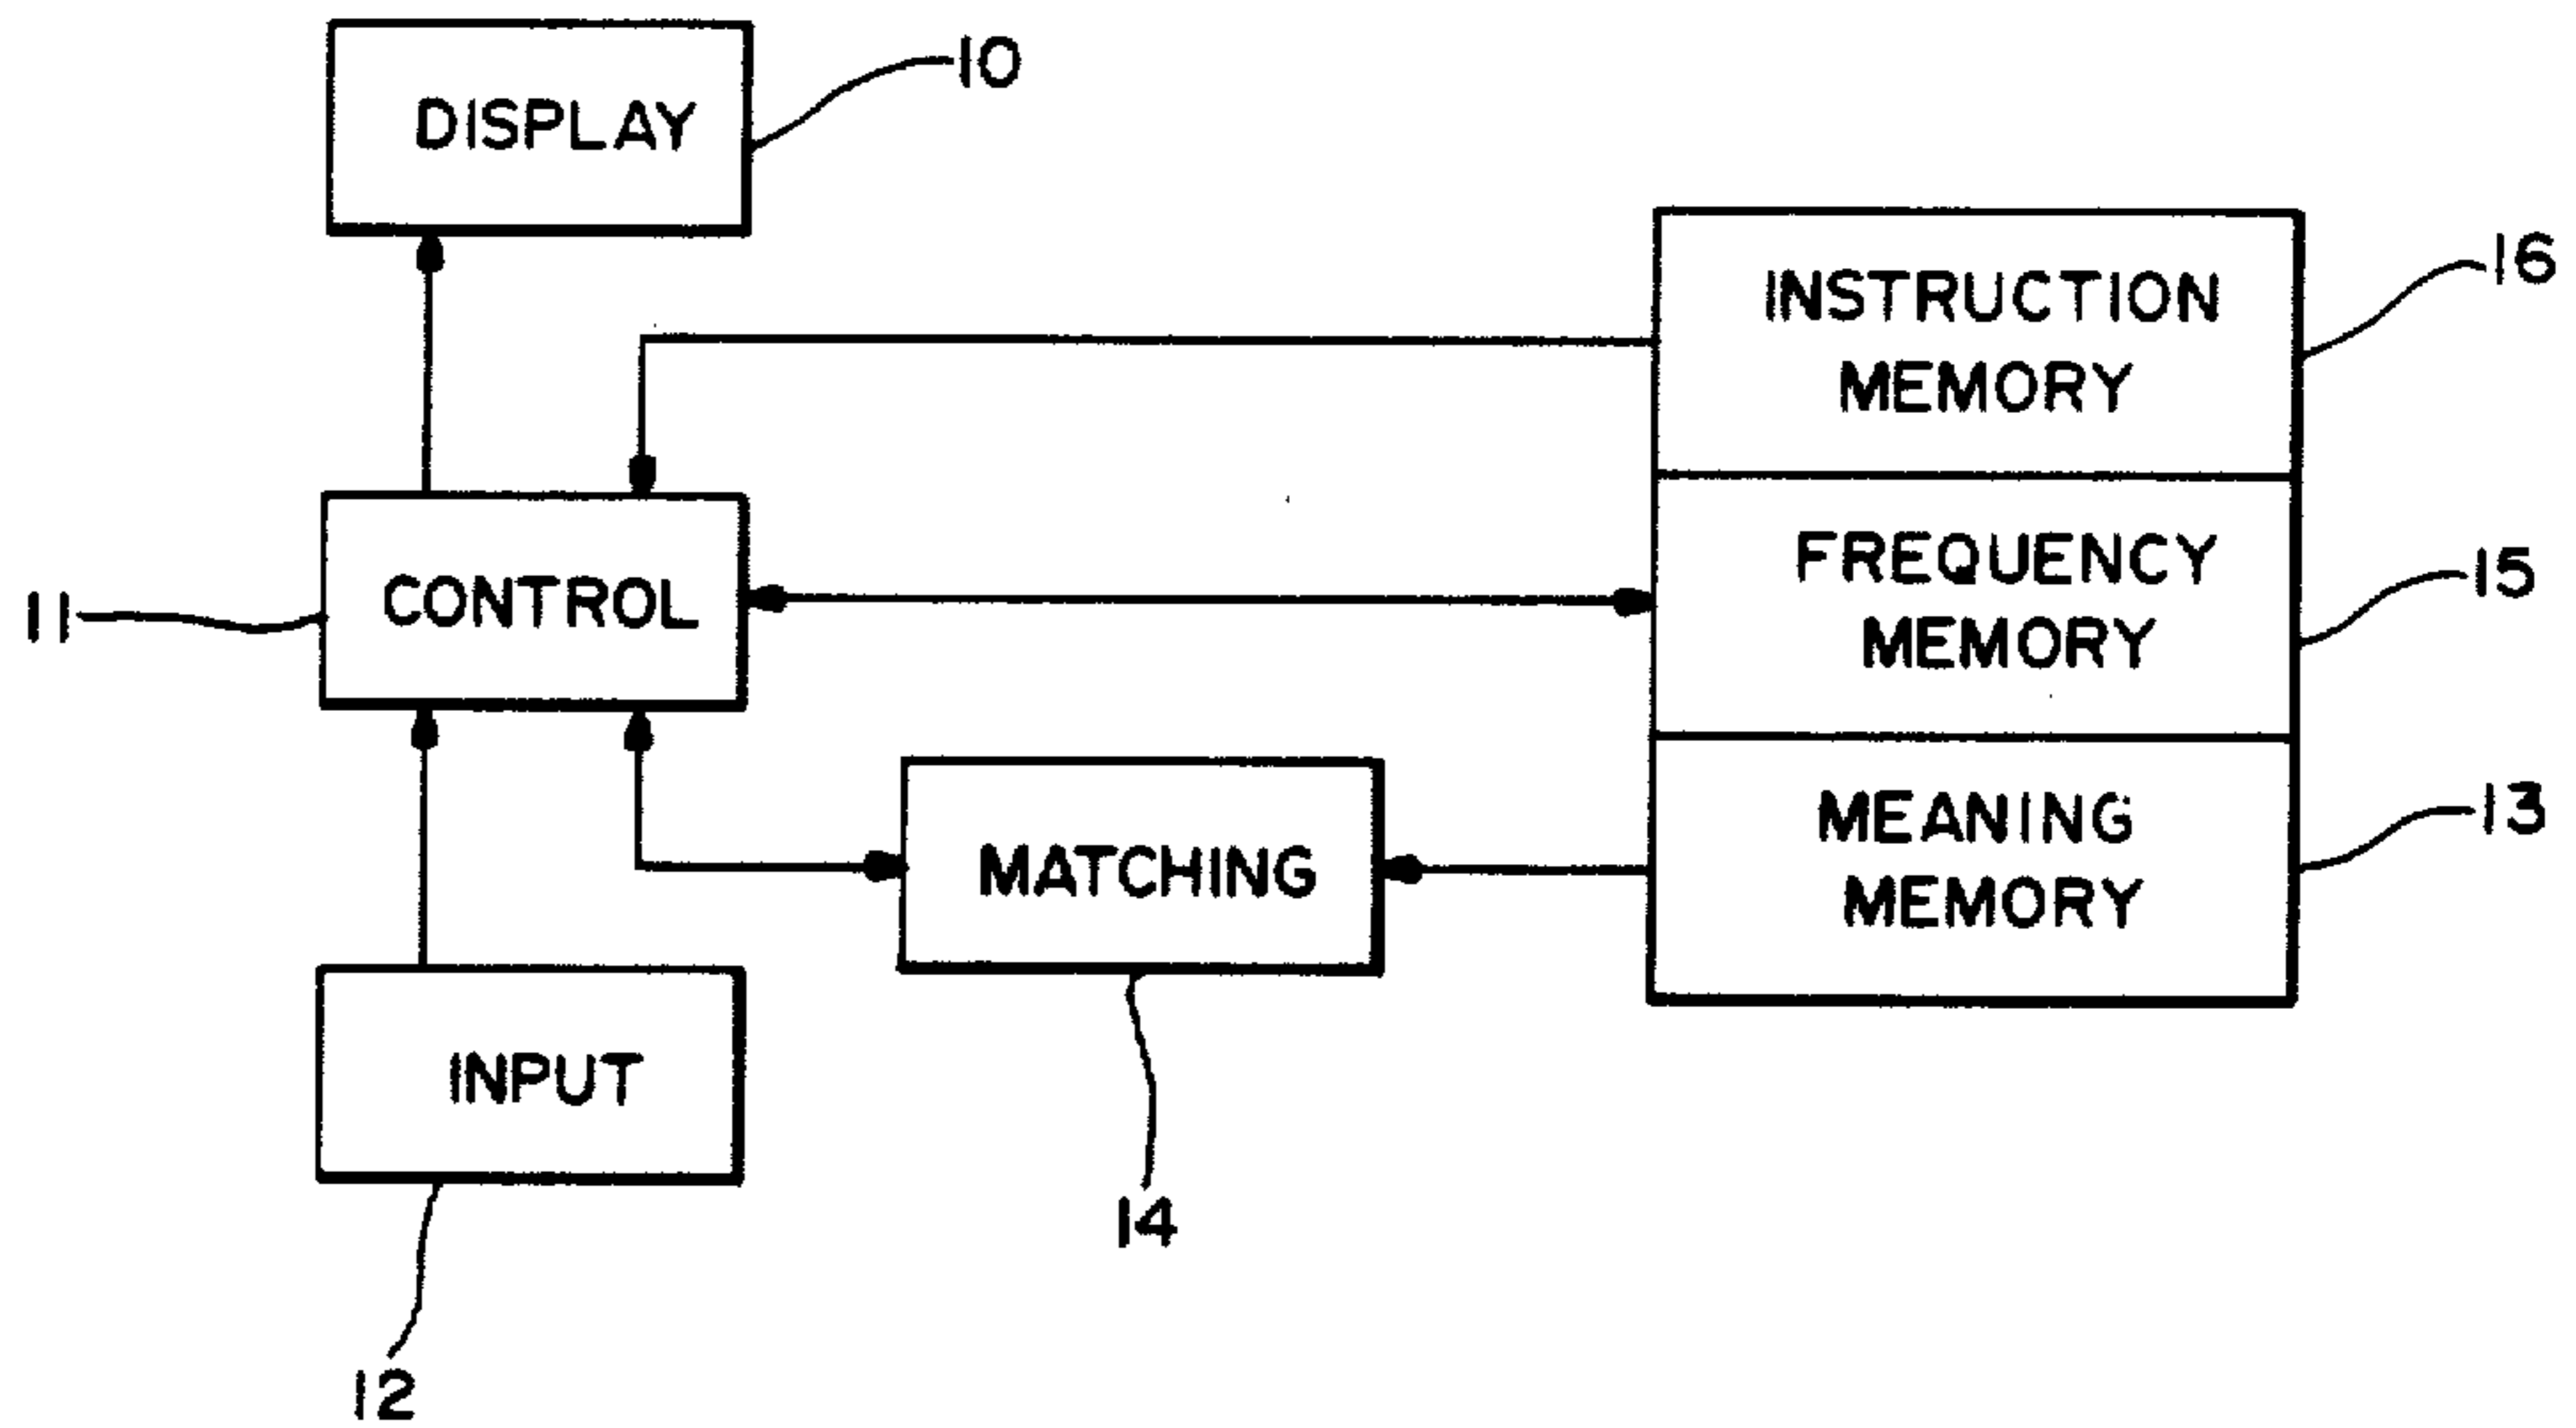 DISPLAY
10
INSTRUCTION
MEMORY
16
CONTROL
11
FREQUENCY
MEMORY
15
MATCHING
14
MEANING
MEMORY
13
INPUT
12